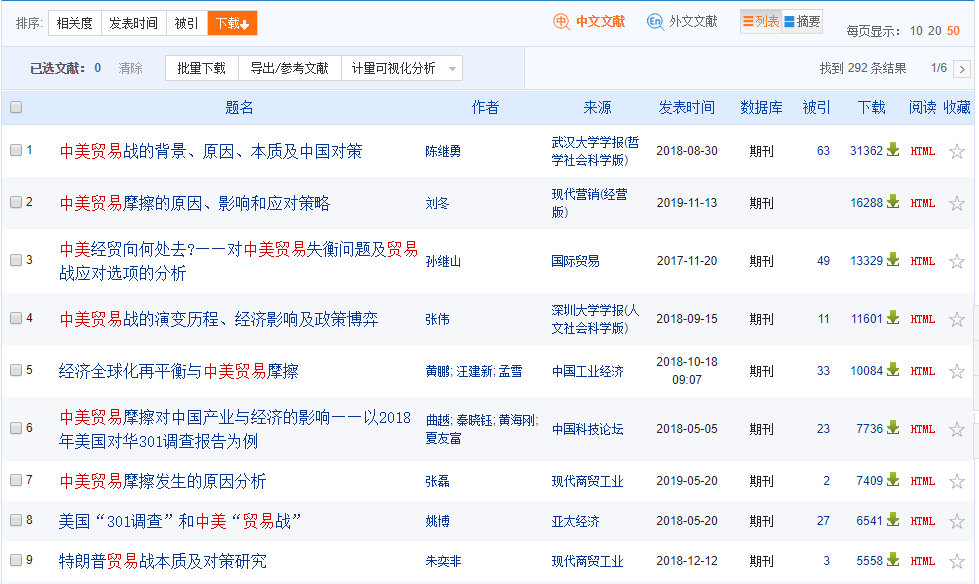 排序: 相关度 发表时间 被引 下载 中文文献 En 外文文献 列表 摘要 每页显示: 10 20 50
已选文献: 0 清除 批量下载 导出/参考文献 计量可视化分析 找到 292 条结果 1/6 >
题名 作者 来源 发表时间 数据库 被引 下载 阅读 收藏
1 中美贸易战的背景、原因、本质及中国对策 陈继勇 武汉大学学报(哲
学社会科学版) 2018-08-30 期刊 63 31362 HTML
2 中美贸易摩擦的原因、影响和应对策略 刘冬 现代营销(经营
版) 2019-11-13 期刊 16288 HTML
3 中美经贸向何处去?——对中美贸易失衡问题及贸易
战应对选项的分析 孙继山 国际贸易 2017-11-20 期刊 49 13329 HTML
4 中美贸易战的演变历程、经济影响及政策博弈 张伟 深圳大学学报(人
文社会科学版) 2018-09-15 期刊 11 11601 HTML
5 经济全球化再平衡与中美贸易摩擦 黄鹏; 汪建新; 孟雪 中国工业经济 2018-10-18
09:07 期刊 33 10084 HTML
6 中美贸易摩擦对中国产业与经济的影响——以2018
年美国对华301调查报告为例 曲越; 秦晓钰; 黄海刚;
夏友富 中国科技论坛 2018-05-05 期刊 23 7736 HTML
7 中美贸易摩擦发生的原因分析 张磊 现代商贸工业 2019-05-20 期刊 2 7409 HTML
8 美国“301调查”和中美“贸易战” 姚博 亚太经济 2018-05-20 期刊 27 6541 HTML
9 特朗普贸易战本质及对策研究 朱奕非 现代商贸工业 2018-12-12 期刊 3 5558 HTML